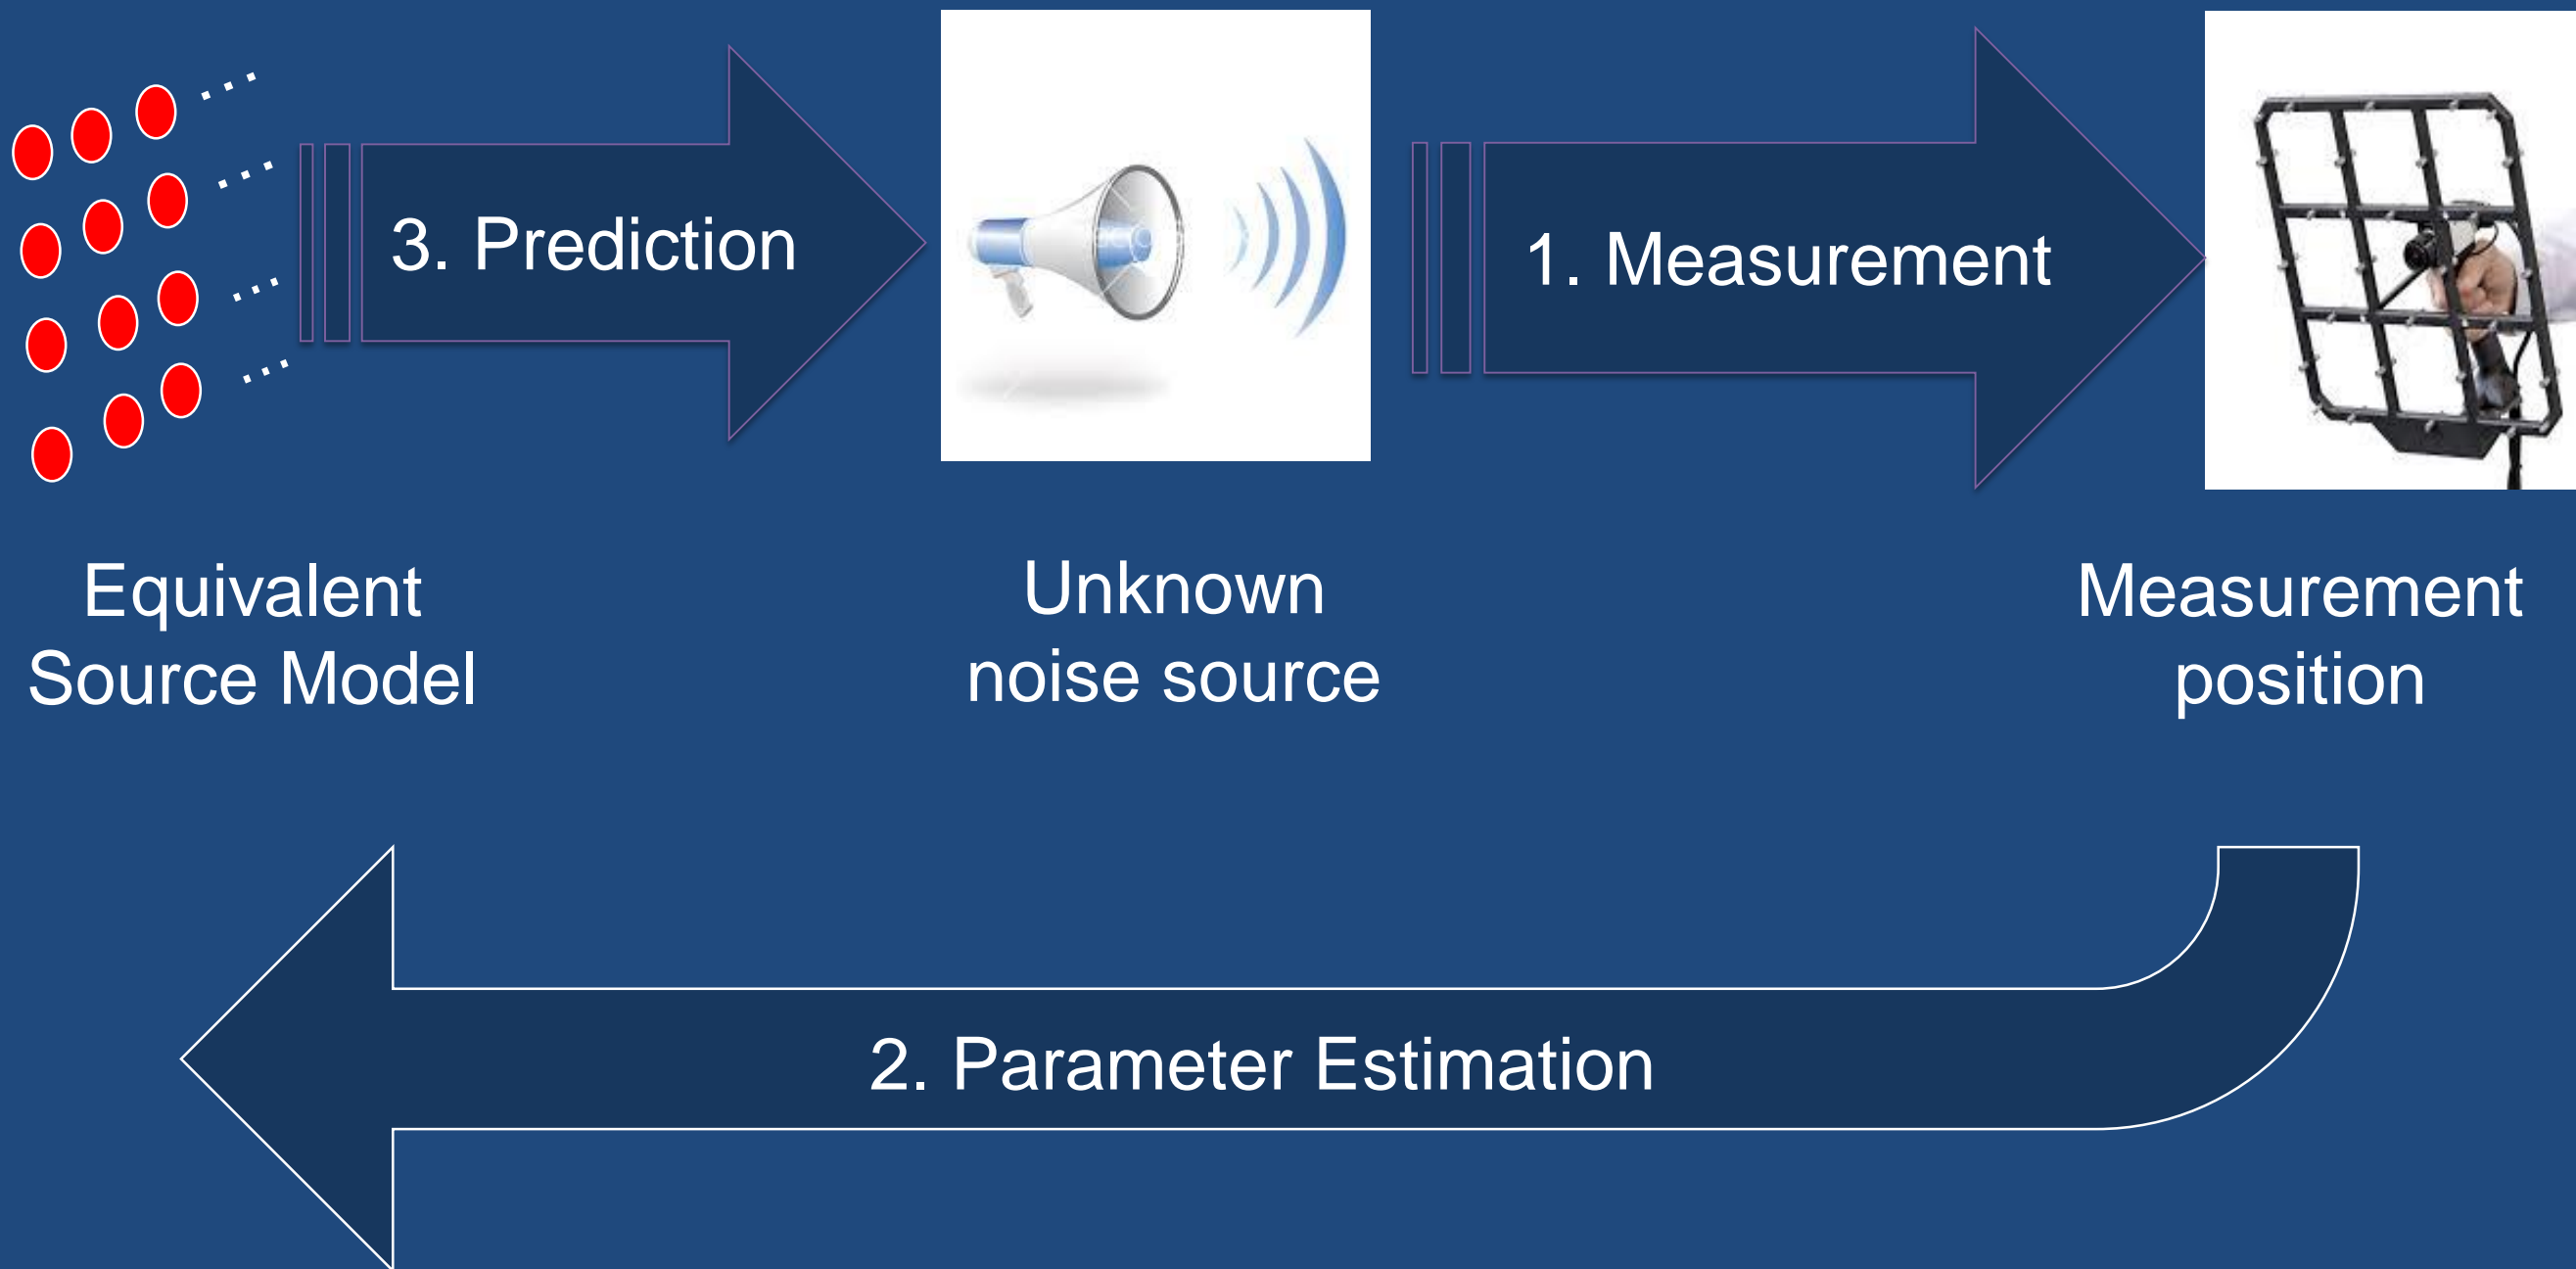 3. Prediction
1. Measurement
Equivalent
Source Model
Unknown
noise source
Measurement
position
2. Parameter Estimation